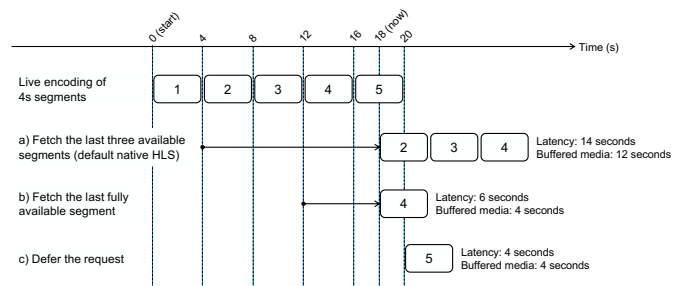 0 (start)
4
8
12
16
18 (now)
20
Time (s)
Live encoding of
4s segments
1
2
3
4
5
a) Fetch the last three available
segments (default native HLS)
2
3
4
Latency: 14 seconds
Buffered media: 12 seconds
b) Fetch the last fully
available segment
4
Latency: 6 seconds
Buffered media: 4 seconds
c) Defer the request
5
Latency: 4 seconds
Buffered media: 4 seconds